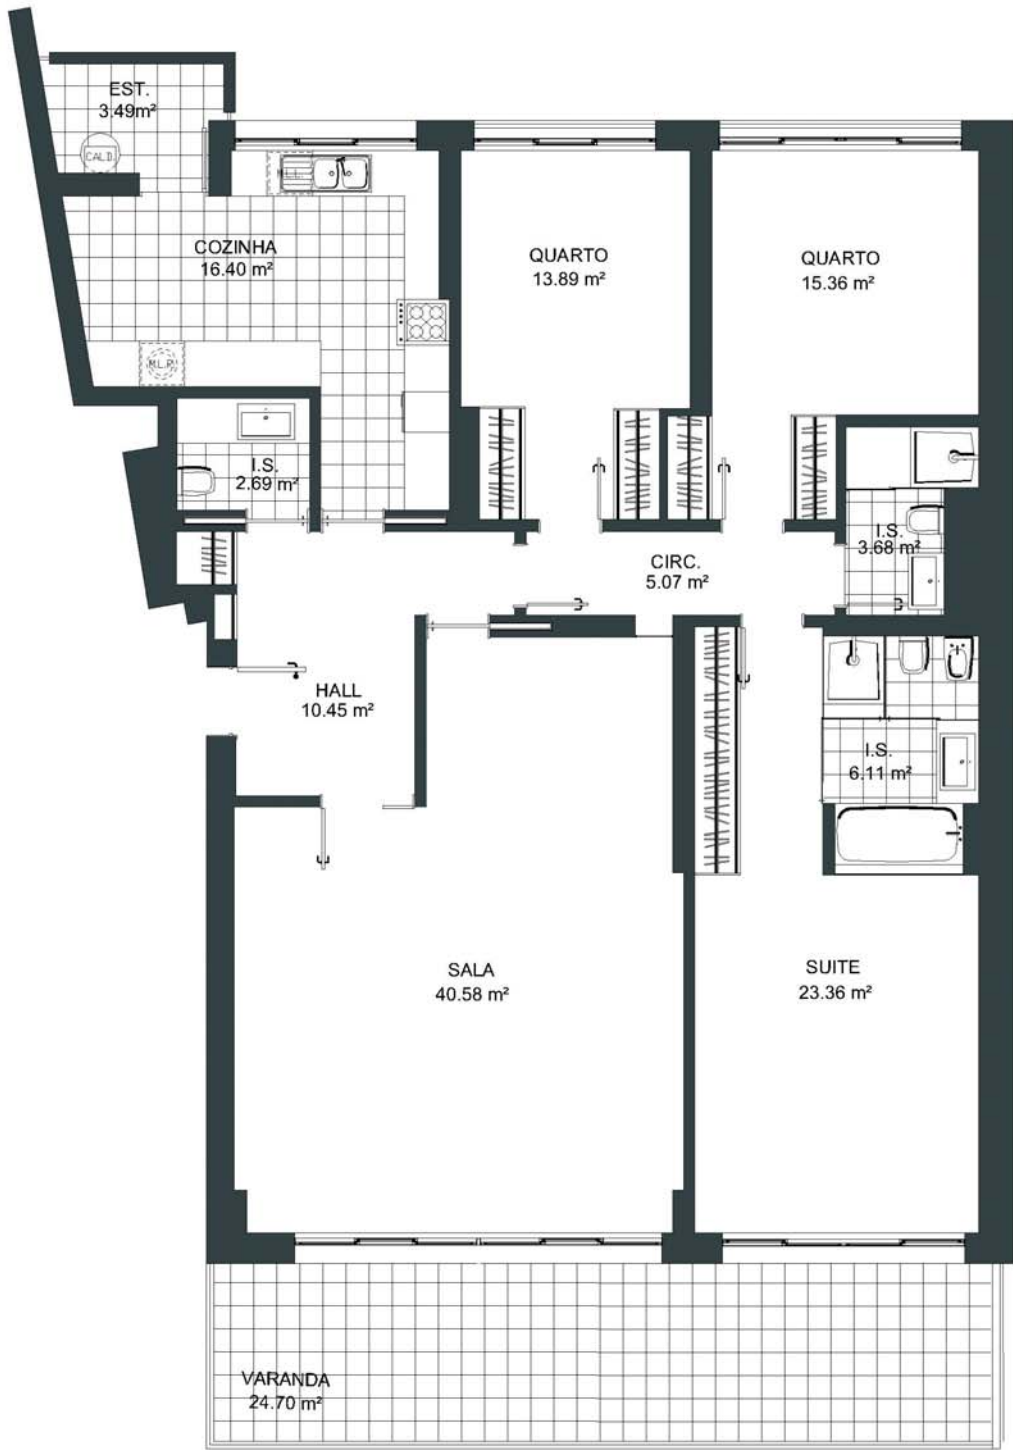 EST.
3.49m²
CALD.
COZINHA
16.40 m²
QUARTO
13.89 m²
QUARTO
15.36 m²
M.L.R
I.S.
2.69 m²
I.S.
3.68 m²
CIRC.
5.07 m²
HALL
10.45 m²
I.S.
6.11 m²
SALA
40.58 m²
SUITE
23.36 m²
VARANDA
24.70 m²